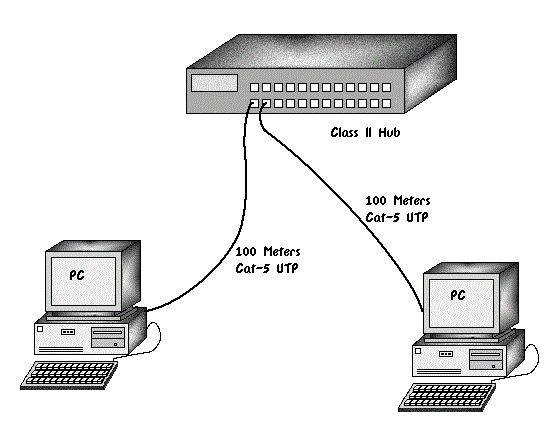 Class II Hub
100 Meters
Cat-5 UTP
100 Meters
Cat-5 UTP
PC
PC